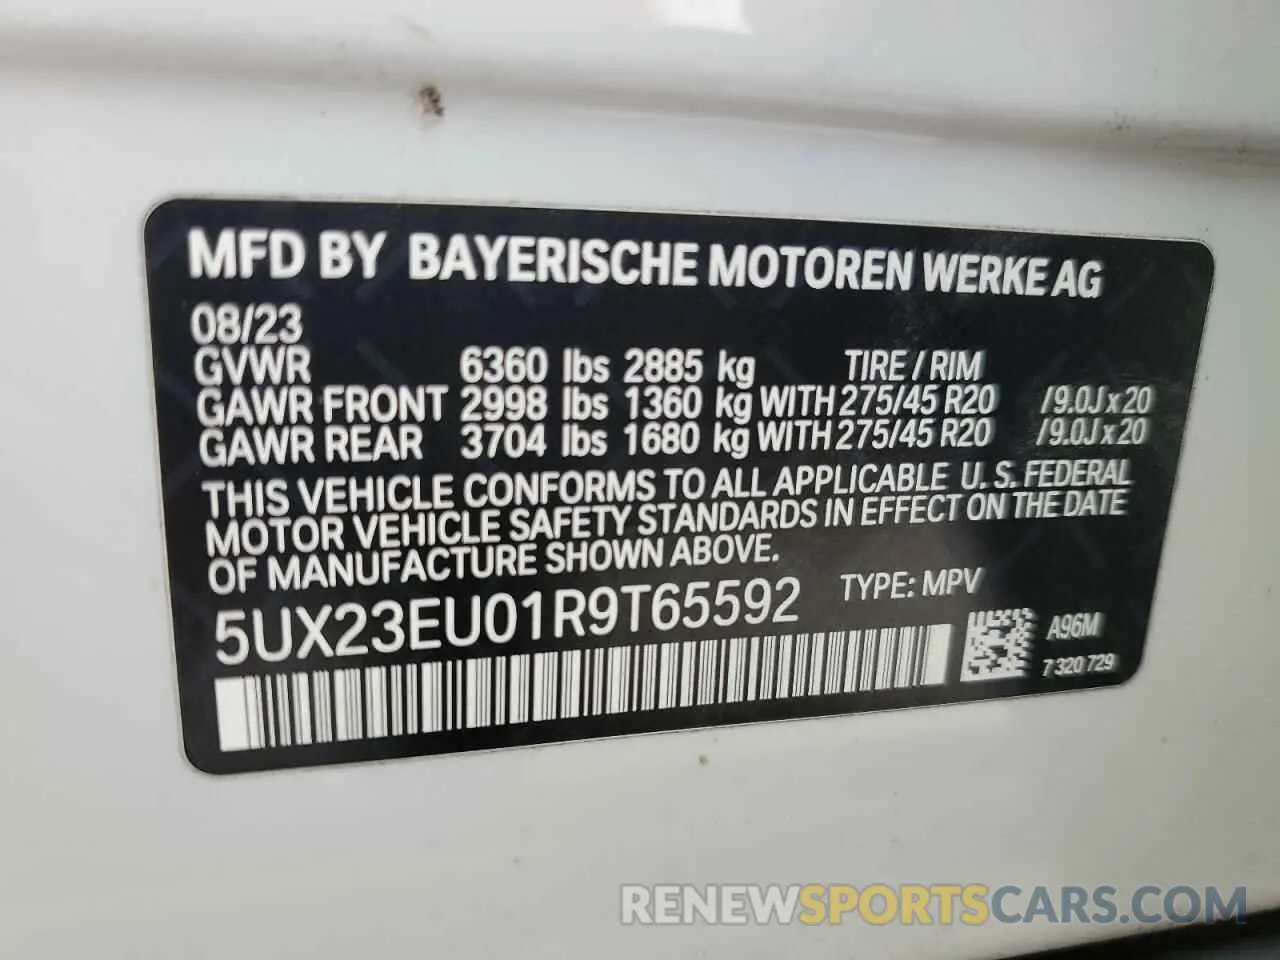 MFD BY BAYERISCHE MOTOREN WERKE AG
08/23
GVWR 6360 lbs 2885 kg TIRE / RIM
GAWR FRONT 2998 lbs 1360 kg WITH 275/45 R20 /9.0J x 20
GAWR REAR 3704 lbs 1680 kg WITH 275/45 R20 /9.0J x 20
THIS VEHICLE CONFORMS TO ALL APPLICABLE U.S. FEDERAL
MOTOR VEHICLE SAFETY STANDARDS IN EFFECT ON THE DATE
OF MANUFACTURE SHOWN ABOVE.
5UX23EU01R9T65592 TYPE: MPV
A96M
7 320 729
RENEWSPORTSCARS.COM